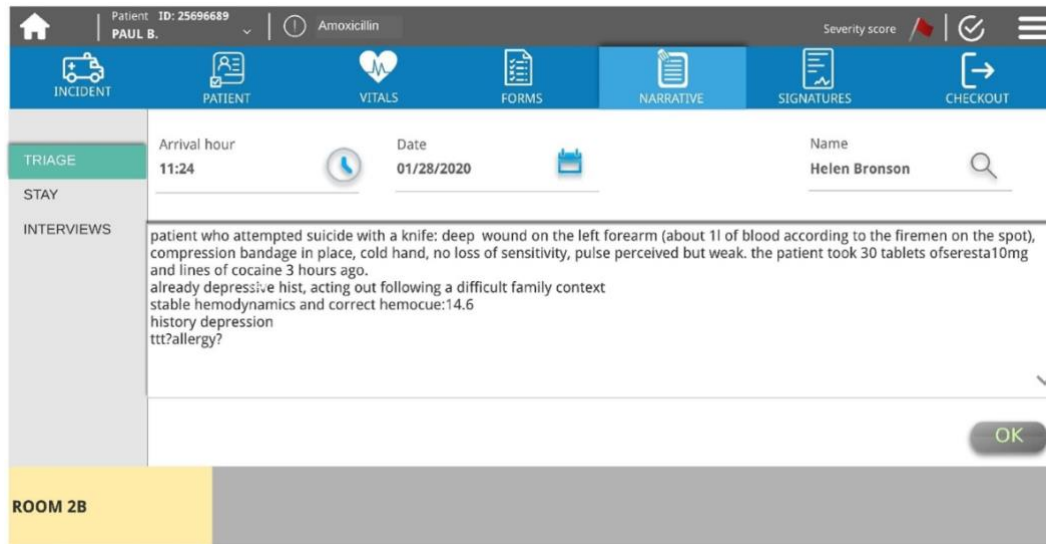 Patient ID: 25696689
PAUL B.
Amoxicillin
Severity score
INCIDENT
PATIENT
VITALS
FORMS
NARRATIVE
SIGNATURES
CHECKOUT
TRIAGE
STAY
INTERVIEWS
Arrival hour
11:24
Date
01/28/2020
Name
Helen Bronson
patient who attempted suicide with a knife: deep wound on the left forearm (about 1l of blood according to the firemen on the spot),
compression bandage in place, cold hand, no loss of sensitivity, pulse perceived but weak. the patient took 30 tablets ofseresta10mg
and lines of cocaine 3 hours ago.
already depressive hist, acting out following a difficult family context
stable hemodynamics and correct hemocue:14.6
history depression
ttt?allergy?
OK
ROOM 2B